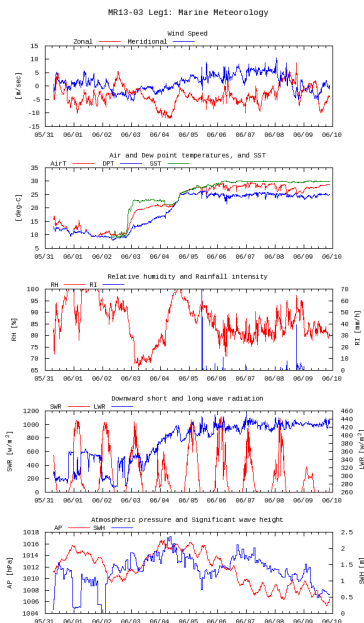 MR13-03 Leg1: Marine Meteorology
Wind Speed
Zonal Meridional
[m/sec]
15
10
5
0
-5
-10
-15
05/31 06/01 06/02 06/03 06/04 06/05 06/06 06/07 06/08 06/09 06/10
Air and Dew point temperatures, and SST
AirT DPT SST
[deg-C]
35
30
25
20
15
10
5
05/31 06/01 06/02 06/03 06/04 06/05 06/06 06/07 06/08 06/09 06/10
Relative humidity and Rainfall intensity
RH RI
RH [%]
100
95
90
85
80
75
70
65
70
60
50
40
30
20
10
0
RI [mm/h]
05/31 06/01 06/02 06/03 06/04 06/05 06/06 06/07 06/08 06/09 06/10
Downward short and long wave radiation
SWR LWR
SWR [w/m²]
1200
1000
800
600
400
200
0
460
440
420
400
380
360
340
320
300
280
260
LWR [w/m²]
05/31 06/01 06/02 06/03 06/04 06/05 06/06 06/07 06/08 06/09 06/10
Atmospheric pressure and Significant wave height
AP SWH
AP [hPa]
1018
1016
1014
1012
1010
1008
1006
1004
2.5
2
1.5
1
0.5
0
SWH [m]
05/31 06/01 06/02 06/03 06/04 06/05 06/06 06/07 06/08 06/09 06/10